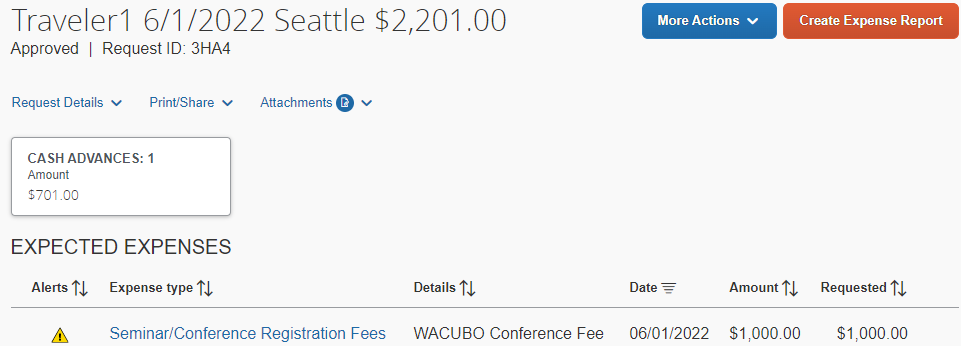 Traveler1 6/1/2022 Seattle $2,201.00
More Actions
Create Expense Report
Approved | Request ID: 3HA4
Request Details
Print/Share
Attachments
CASH ADVANCES: 1
Amount
$701.00
EXPECTED EXPENSES
Alerts Expense type Details Date Amount Requested
Seminar/Conference Registration Fees WACUBO Conference Fee 06/01/2022 $1,000.00 $1,000.00